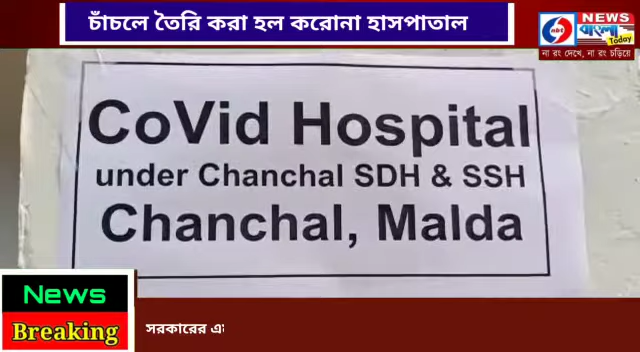 চাঁচলে তৈরি করা হল করোনা হাসপাতাল
NEWS
বাংলা
Today
না রং দেখে, না রং চড়িয়ে
CoVid Hospital
under Chanchal SDH & SSH
Chanchal, Malda
News
Breaking
সরকারের